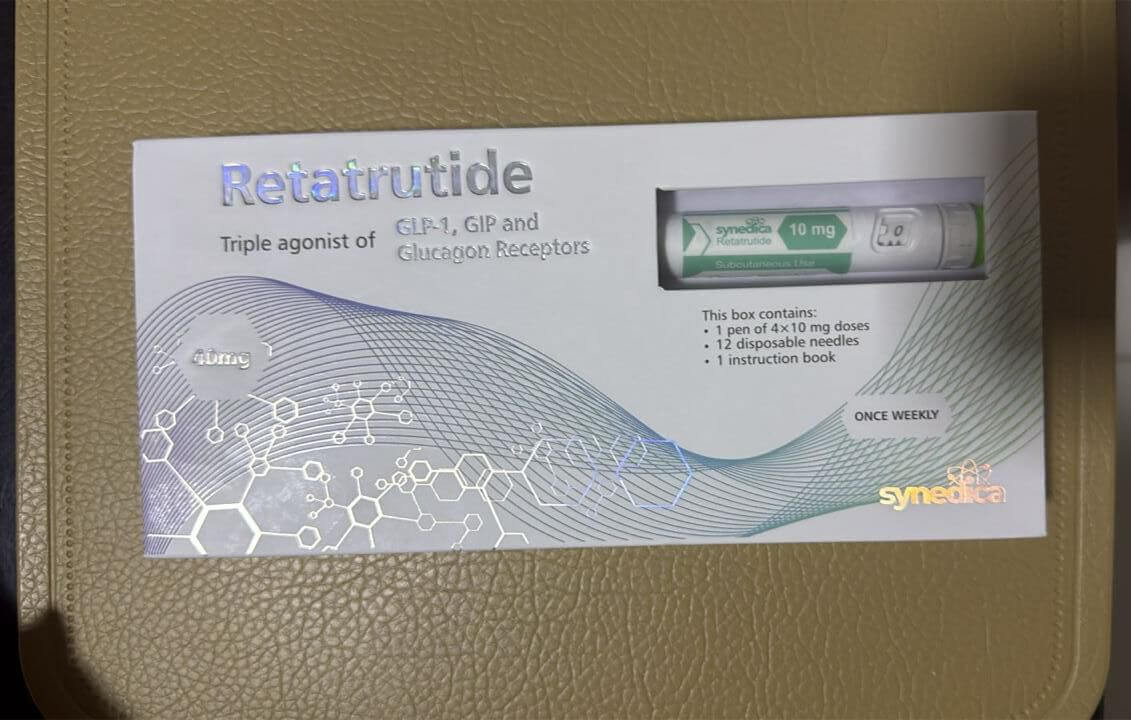 Retatrutide
Triple agonist of
GLP-1, GIP and
Glucagon Receptors
synedica
Retatrutide
10 mg
0
Subcutaneous Use
This box contains:
• 1 pen of 4×10 mg doses
• 12 disposable needles
• 1 instruction book
40mg
ONCE WEEKLY
synedica